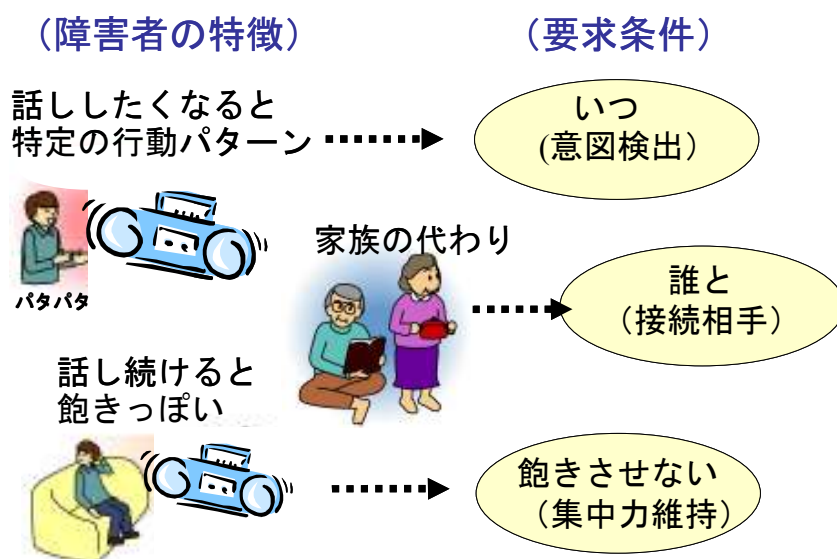 （障害者の特徴）
（要求条件）
話ししたくなると
特定の行動パターン
いつ
(意図検出）
パタパタ
家族の代わり
誰と
（接続相手）
話し続けると
飽きっぽい
飽きさせない
（集中力維持）